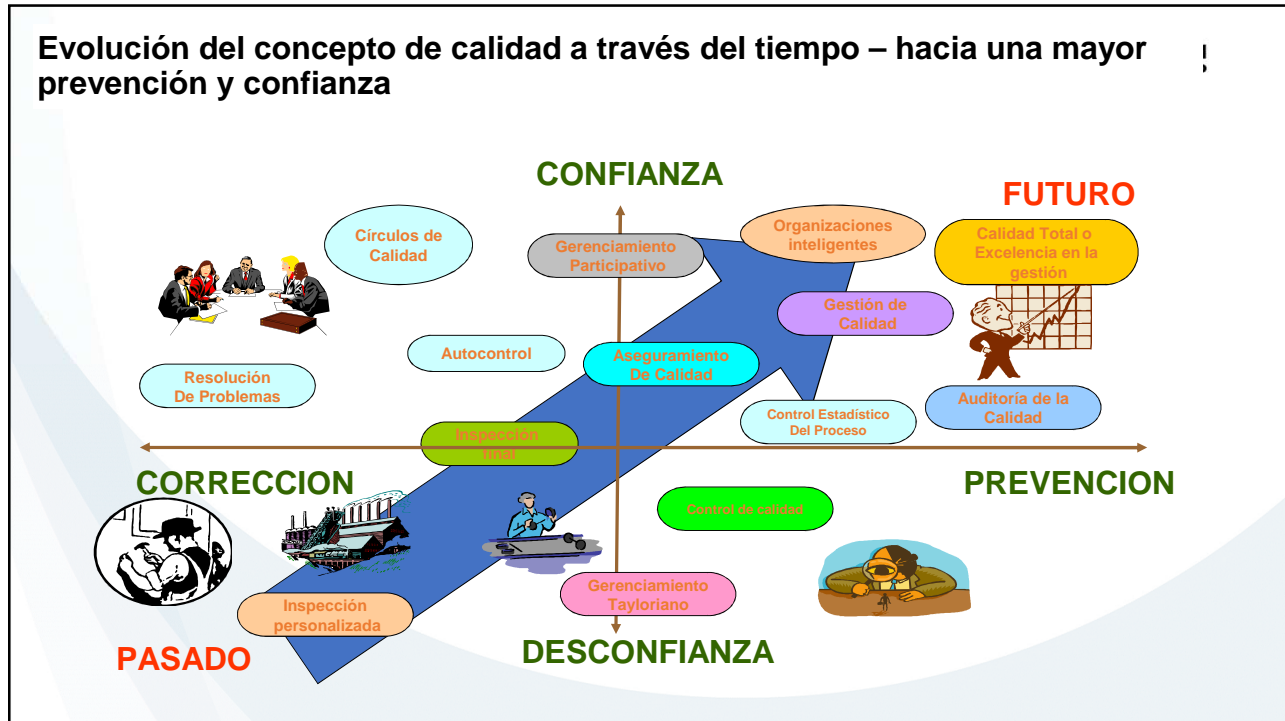 Evolución del concepto de calidad a través del tiempo – hacia una mayor
prevención y confianza
CONFIANZA
FUTURO
Círculos de
Calidad
Gerenciamiento
Participativo
Organizaciones
inteligentes
Calidad Total o
Excelencia en la
gestión
Gestión de
Calidad
Autocontrol
Aseguramiento
De Calidad
Resolución
De Problemas
Control Estadístico
Del Proceso
Auditoría de la
Calidad
Inspección
final
CORRECCION
PREVENCION
Control de calidad
Gerenciamiento
Tayloriano
Inspección
personalizada
PASADO
DESCONFIANZA